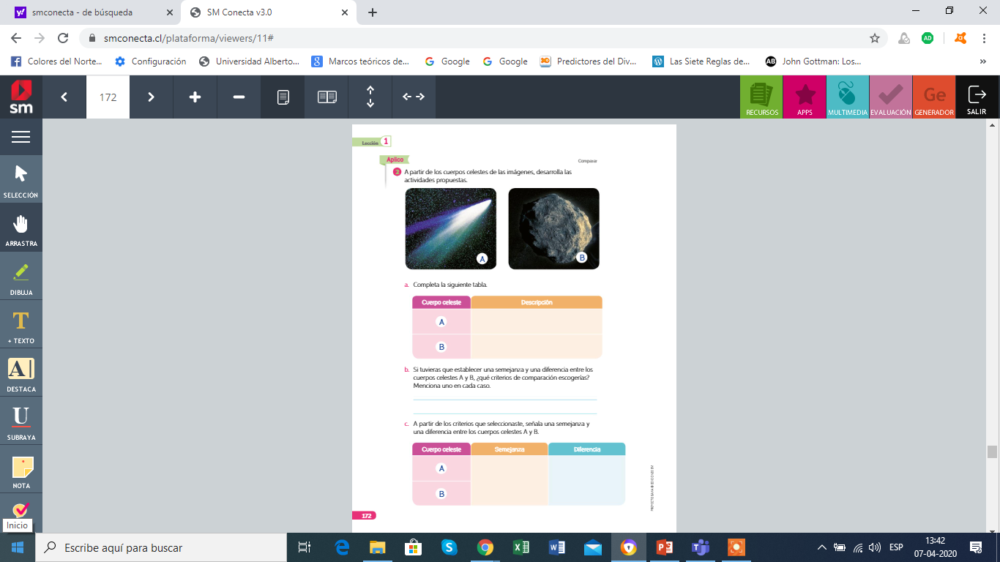 smconecta - de búsqueda
SM Conecta v3.0
smconecta.cl/plataforma/viewers/11#
AD
Colores del Norte...
Configuración
Universidad Alberto...
Marcos teóricos de...
Google
Google
Predictores del Div...
Las Siete Reglas de...
AB
John Gottman: Los...
»
sm
172
RECURSOS
APPS
MULTIMEDIA
EVALUACIÓN
Ge
GENERADOR
SALIR
SELECCIÓN
ARRASTRA
DIBUJA
T
+ TEXTO
A
DESTACA
U
SUBRAYA
NOTA
Inicio
Lección 1
Aplico
Comparar
2 A partir de los cuerpos celestes de las imágenes, desarrolla las
actividades propuestas.
A
B
a. Completa la siguiente tabla.
Cuerpo celeste
Descripción
A
B
b. Si tuvieras que establecer una semejanza y una diferencia entre los
cuerpos celestes A y B, ¿qué criterios de comparación escogerías?
Menciona uno en cada caso.
c. A partir de los criterios que seleccionaste, señala una semejanza y
una diferencia entre los cuerpos celestes A y B.
Cuerpo celeste
Semejanza
Diferencia
A
B
172
Escribe aquí para buscar
ESP
13:42
07-04-2020